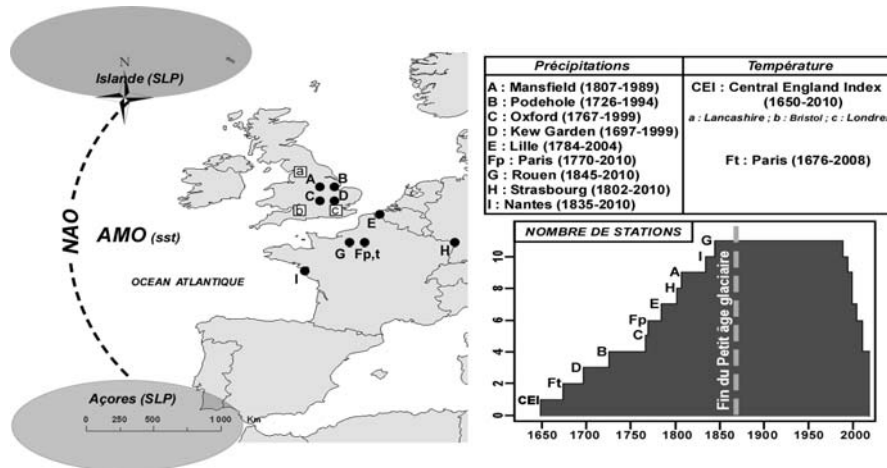 N
Islande (SLP)
NAO
AMO (sst)
OCEAN ATLANTIQUE
a
A
B
C
D
b
c
E
G
Fp,t
H
I
Açores (SLP)
0 250 500 1 000 Km
Précipitations
A : Mansfield (1807-1989)
B : Podehole (1726-1994)
C : Oxford (1767-1999)
D : Kew Garden (1697-1999)
E : Lille (1784-2004)
Fp : Paris (1770-2010)
G : Rouen (1845-2010)
H : Strasbourg (1802-2010)
I : Nantes (1835-2010)
Température
CEI : Central England Index
(1650-2010)
a : Lancashire ; b : Bristol ; c : Londres
Ft : Paris (1676-2008)
NOMBRE DE STATIONS
10
8
6
4
2
0
CEI
Ft
D
B
C
Fp
E
H
A
I
G
Fin du Petit âge glaciaire
1650 1700 1750 1800 1850 1900 1950 2000